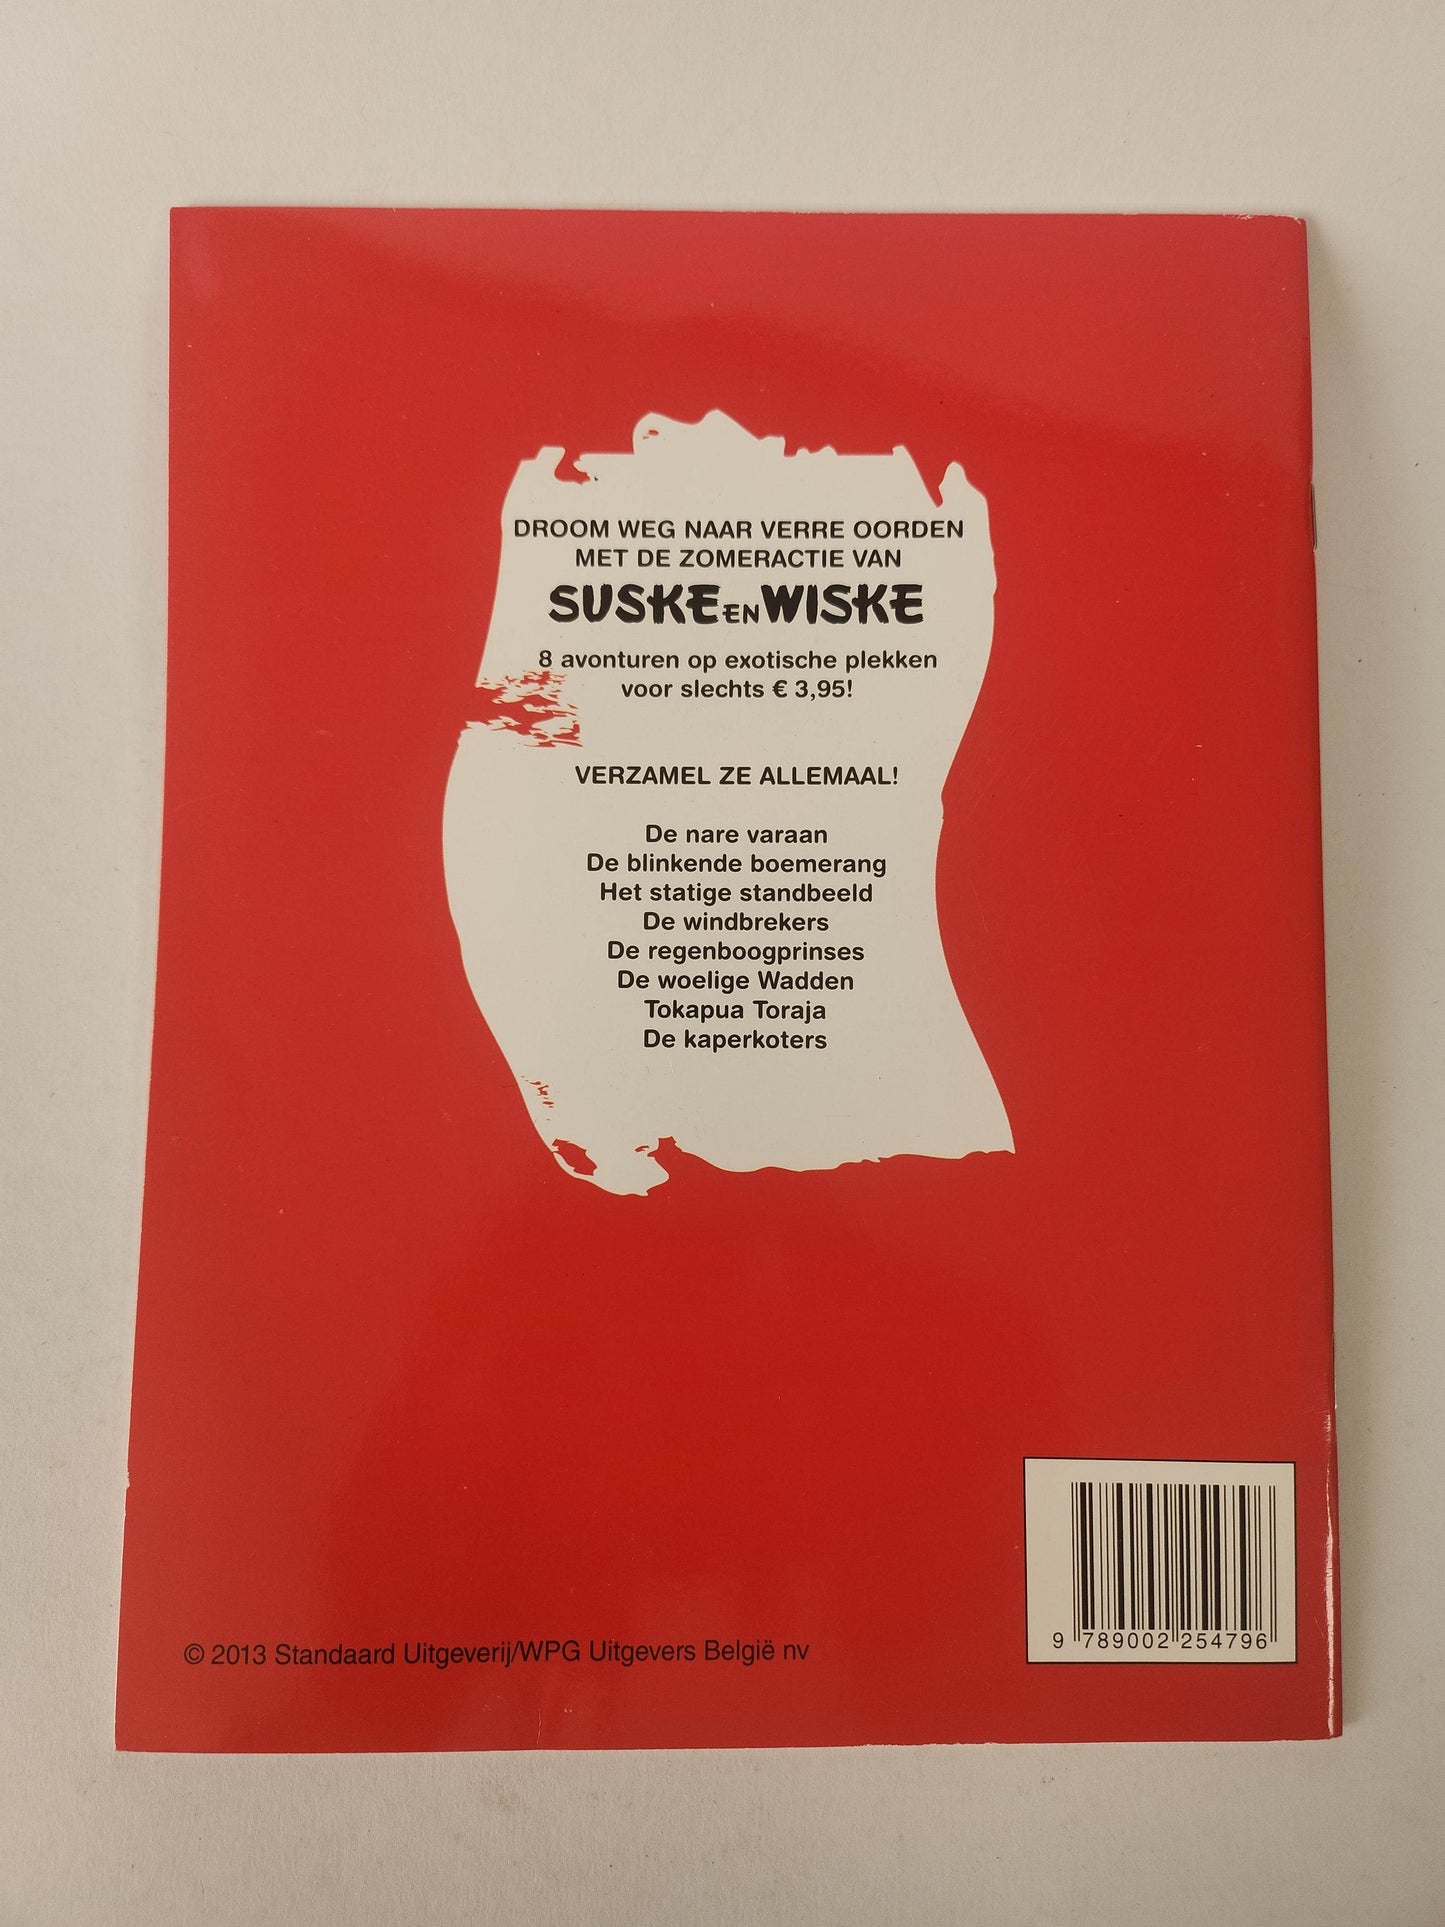 DROOM WEG NAAR VERRE OORDEN
MET DE ZOMERACTIE VAN
SUSKE EN WISKE
8 avonturen op exotische plekken
voor slechts € 3,95!
VERZAMEL ZE ALLEMAAL!
De nare varaan
De blinkende boemerang
Het statige standbeeld
De windbrekers
De regenboogprinses
De woelige Wadden
Tokapua Toraja
De kaperkoters
© 2013 Standaard Uitgeverij/WPG Uitgevers België nv
9 789002 254796